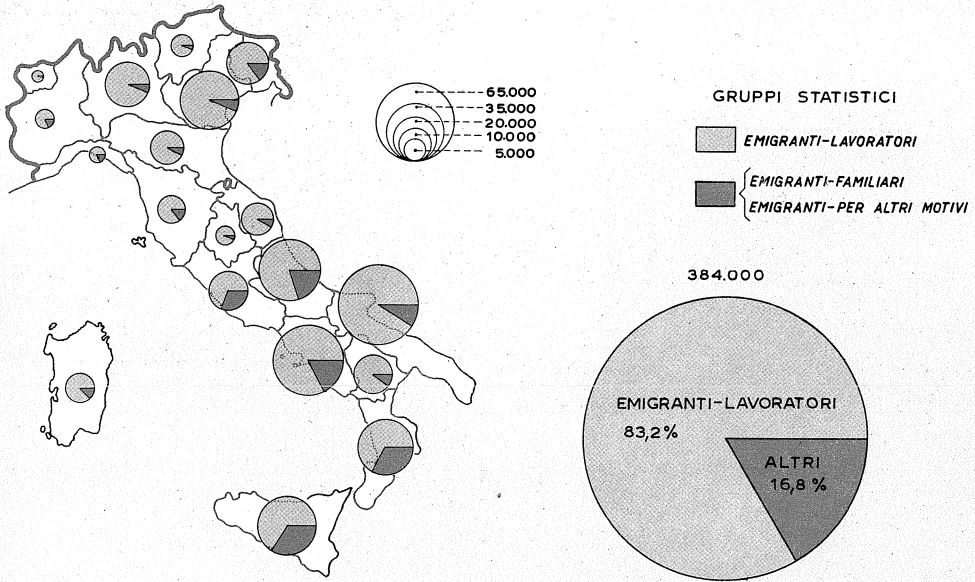 65.000
35.000
20.000
10.000
5.000
GRUPPI STATISTICI
EMIGRANTI-LAVORATORI
EMIGRANTI-FAMILIARI
EMIGRANTI-PER ALTRI MOTIVI
384.000
EMIGRANTI-LAVORATORI
83,2%
ALTRI
16,8 %